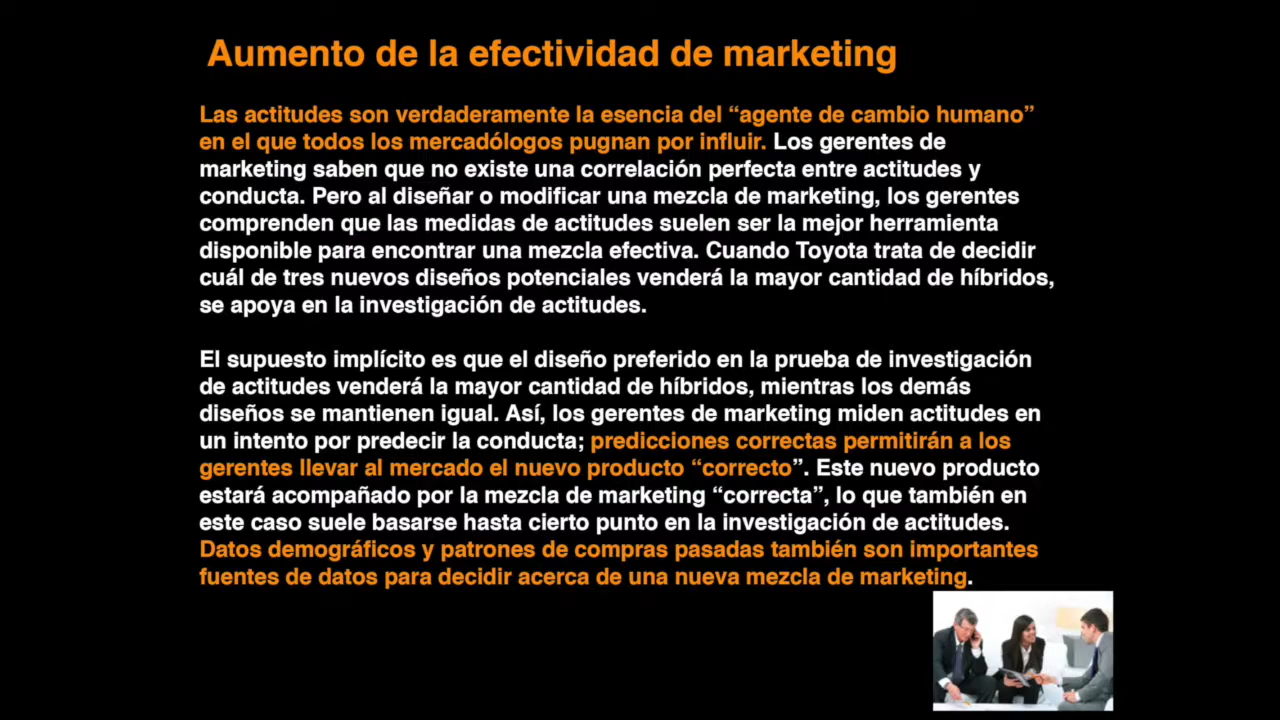 Aumento de la efectividad de marketing
Las actitudes son verdaderamente la esencia del “agente de cambio humano”
en el que todos los mercadólogos pugnan por influir. Los gerentes de
marketing saben que no existe una correlación perfecta entre actitudes y
conducta. Pero al diseñar o modificar una mezcla de marketing, los gerentes
comprenden que las medidas de actitudes suelen ser la mejor herramienta
disponible para encontrar una mezcla efectiva. Cuando Toyota trata de decidir
cuál de tres nuevos diseños potenciales venderá la mayor cantidad de híbridos,
se apoya en la investigación de actitudes.
El supuesto implícito es que el diseño preferido en la prueba de investigación
de actitudes venderá la mayor cantidad de híbridos, mientras los demás
diseños se mantienen igual. Así, los gerentes de marketing miden actitudes en
un intento por predecir la conducta; predicciones correctas permitirán a los
gerentes llevar al mercado el nuevo producto “correcto”. Este nuevo producto
estará acompañado por la mezcla de marketing “correcta”, lo que también en
este caso suele basarse hasta cierto punto en la investigación de actitudes.
Datos demográficos y patrones de compras pasadas también son importantes
fuentes de datos para decidir acerca de una nueva mezcla de marketing.